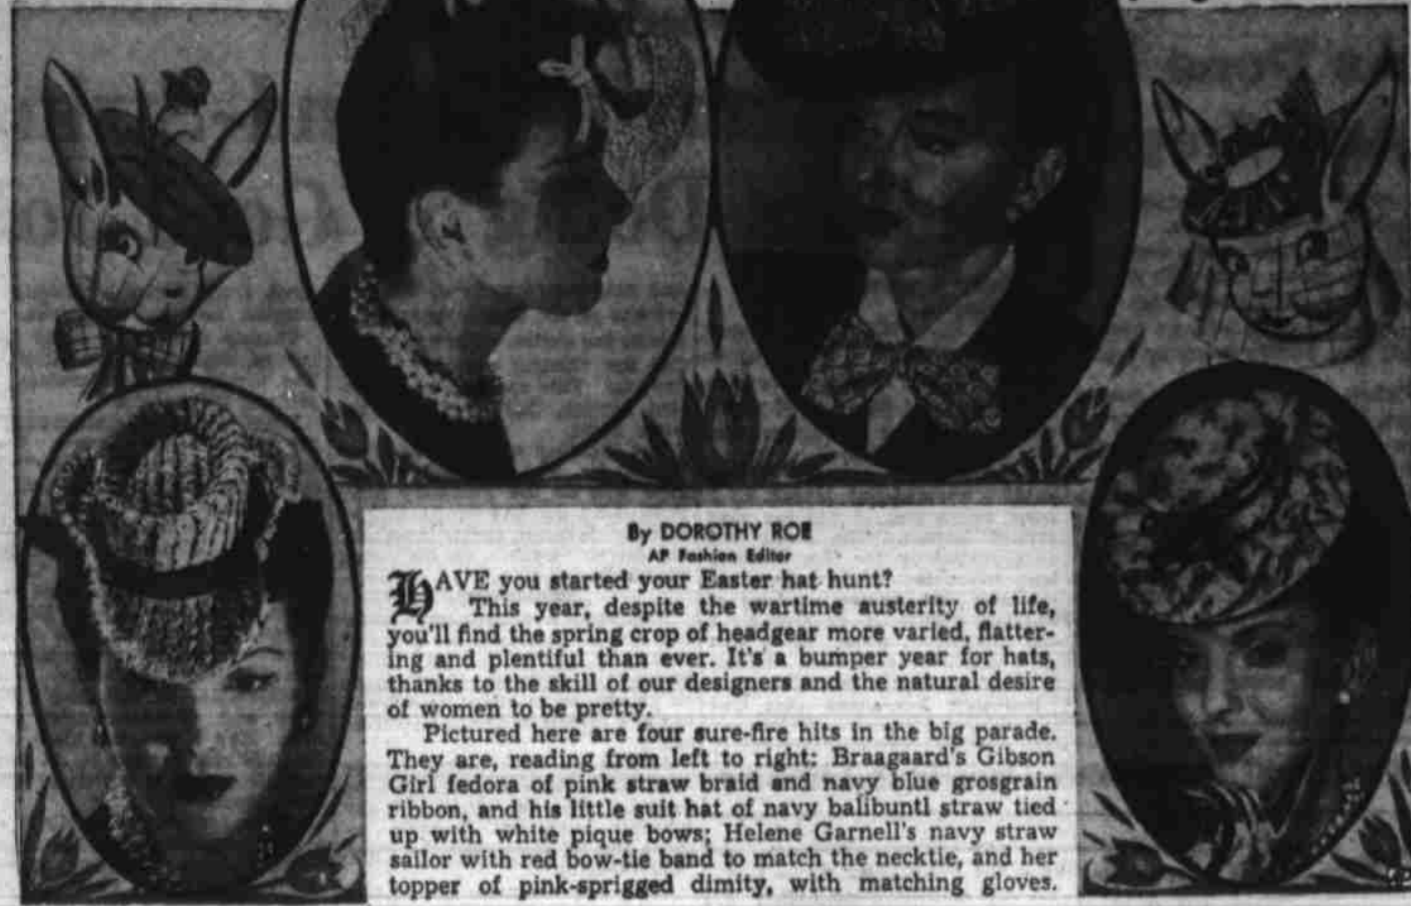 By DOROTHY ROE
AP Fashion Editor
HAVE you started your Easter hat hunt?
This year, despite the wartime austerity of life,
you'll find the spring crop of headgear more varied, flatter-
ing and plentiful than ever. It's a bumper year for hats,
thanks to the skill of our designers and the natural desire
of women to be pretty.
Pictured here are four sure-fire hits in the big parade.
They are, reading from left to right: Braagaard's Gibson
Girl fedora of pink straw braid and navy blue grosgrain
ribbon, and his little suit hat of navy balibuntl straw tied
up with white pique bows; Helene Garnell's navy straw
sailor with red bow-tie band to match the necktie, and her
topper of pink-sprigged dimity, with matching gloves.